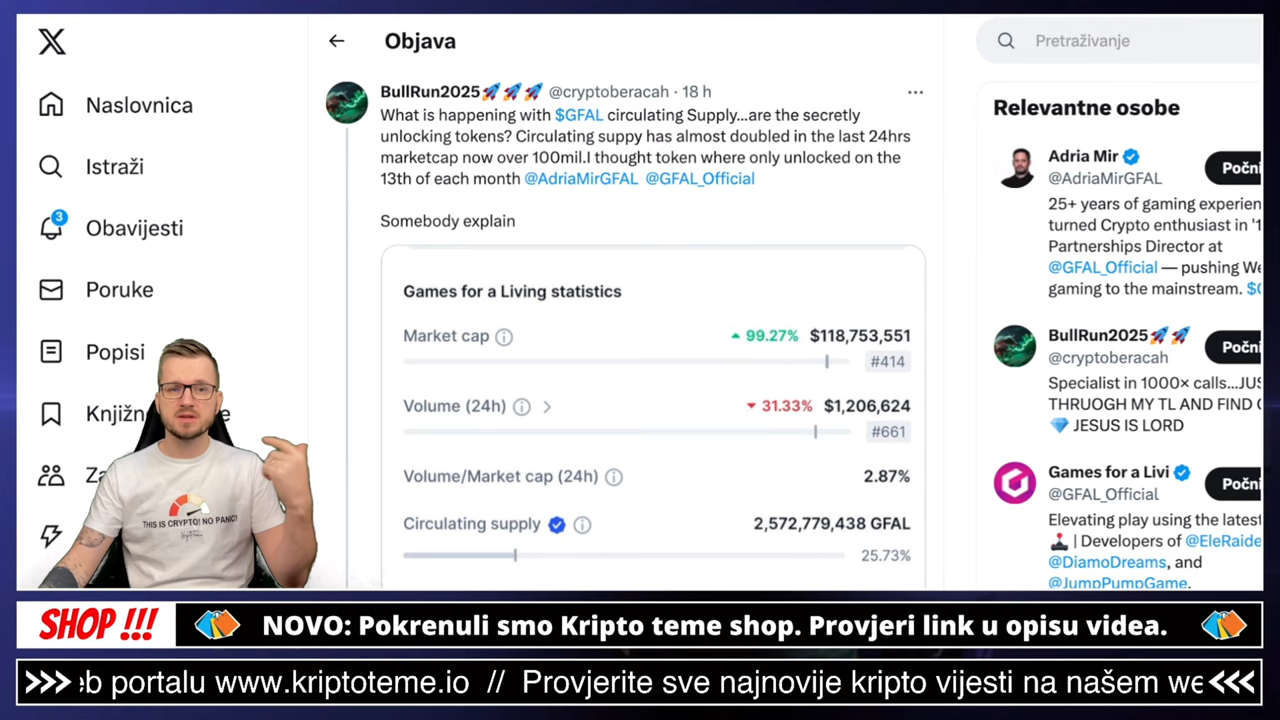 Naslovnica
Istraži
3
Obavijesti
Poruke
Popisi
Objava
BullRun2025🚀🚀🚀 @cryptoberacah · 18 h
What is happening with $GFAL circulating Supply...are the secretly
unlocking tokens? Circulating suppy has almost doubled in the last 24hrs
marketcap now over 100mil.I thought token where only unlocked on the
13th of each month @AdriaMirGFAL @GFAL_Official
Somebody explain
Games for a Living statistics
Market cap 99.27% $118,753,551
#414
Volume (24h) 31.33% $1,206,624
#661
Volume/Market cap (24h) 2.87%
Circulating supply 2,572,779,438 GFAL
25.73%
Pretraživanje
Relevantne osobe
Adria Mir
@AdriaMirGFAL
Počni
25+ years of gaming experien
turned Crypto enthusiast in '1
Partnerships Director at
@GFAL_Official — pushing We
gaming to the mainstream. $G
BullRun2025🚀🚀
@cryptoberacah
Počni
Specialist in 1000× calls...JUS
THRUOGH MY TL AND FIND
💎 JESUS IS LORD
Games for a Livi
@GFAL_Official
Počni
Elevating play using the latest
🕹️ | Developers of @EleRaide
@DiamoDreams, and
@JumpPumpGame.
THIS IS CRYPTO! NO PANIC!
SHOP !!!
NOVO: Pokrenuli smo Kripto teme shop. Provjeri link u opisu videa.
>>> eb portalu www.kriptoteme.io // Provjerite sve najnovije kripto vijesti na našem we <<<